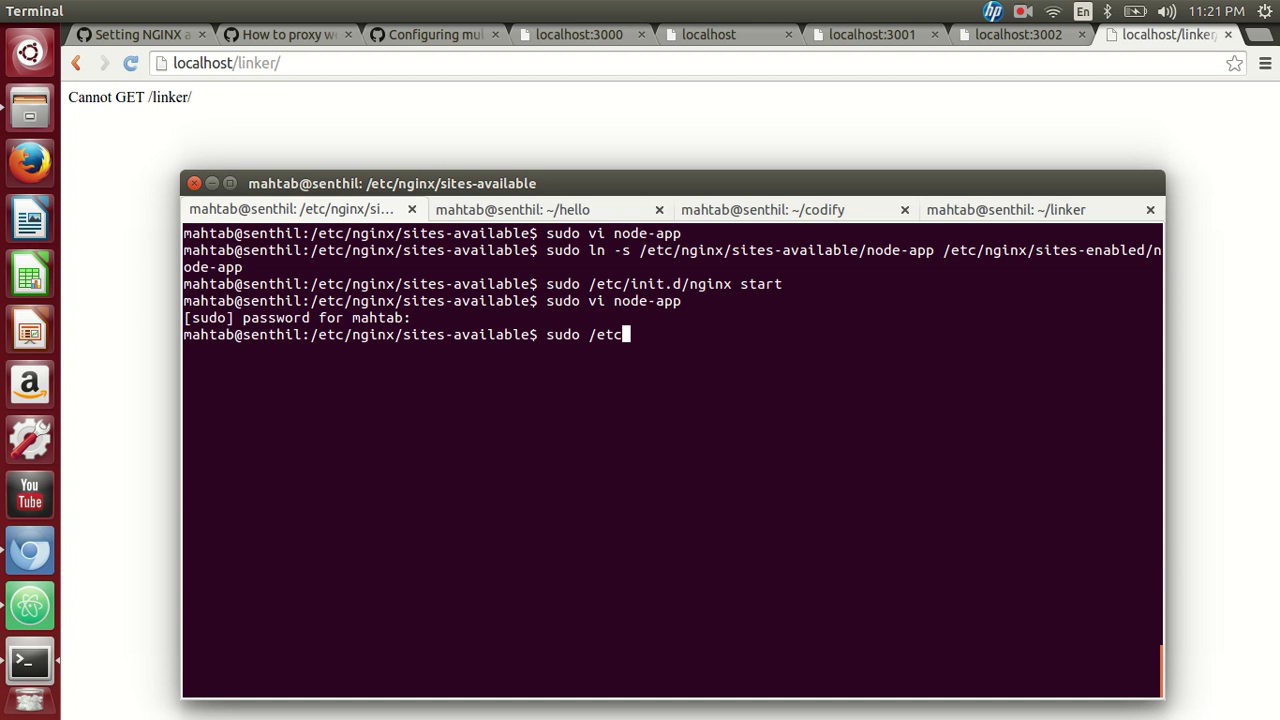 Terminal
hp
En
11:21 PM
Setting NGINX a
How to proxy we
Configuring mul
localhost:3000
localhost
localhost:3001
localhost:3002
localhost/linker/
localhost/linker/
Cannot GET /linker/
mahtab@senthil: /etc/nginx/sites-available
mahtab@senthil: /etc/nginx/si...
mahtab@senthil: ~/hello
mahtab@senthil: ~/codify
mahtab@senthil: ~/linker
mahtab@senthil:/etc/nginx/sites-available$ sudo vi node-app
mahtab@senthil:/etc/nginx/sites-available$ sudo ln -s /etc/nginx/sites-available/node-app /etc/nginx/sites-enabled/n
ode-app
mahtab@senthil:/etc/nginx/sites-available$ sudo /etc/init.d/nginx start
mahtab@senthil:/etc/nginx/sites-available$ sudo vi node-app
[sudo] password for mahtab:
mahtab@senthil:/etc/nginx/sites-available$ sudo /etc
a
You
Tube
>_